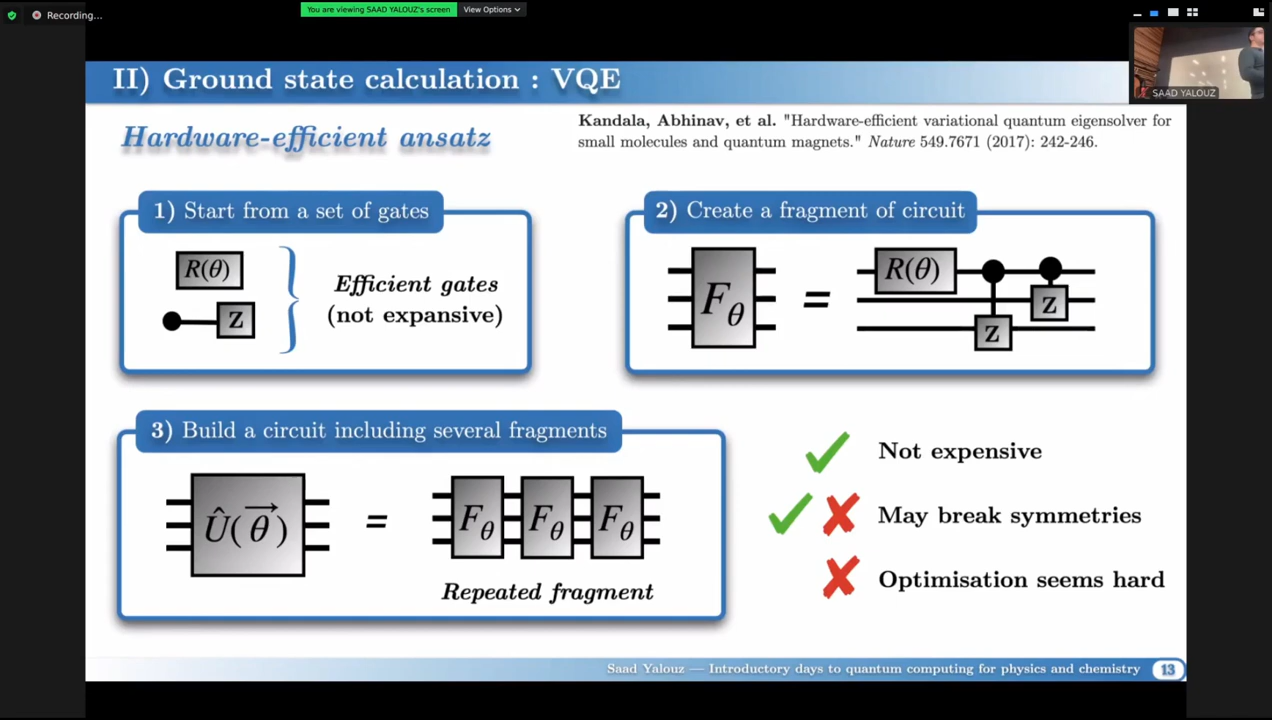 Recording...
You are viewing SAAD YALOUZ's screen
View Options
SAAD YALOUZ
II) Ground state calculation : VQE
Hardware-efficient ansatz
Kandala, Abhinav, et al. "Hardware-efficient variational quantum eigensolver for
small molecules and quantum magnets." Nature 549.7671 (2017): 242-246.
1) Start from a set of gates
R(θ)
Z
Efficient gates
(not expansive)
2) Create a fragment of circuit
Fθ
=
R(θ)
Z
Z
3) Build a circuit including several fragments
Û(θ⃗)
=
Fθ Fθ Fθ
Repeated fragment
Not expensive
May break symmetries
Optimisation seems hard
Saad Yalouz — Introductory days to quantum computing for physics and chemistry 13